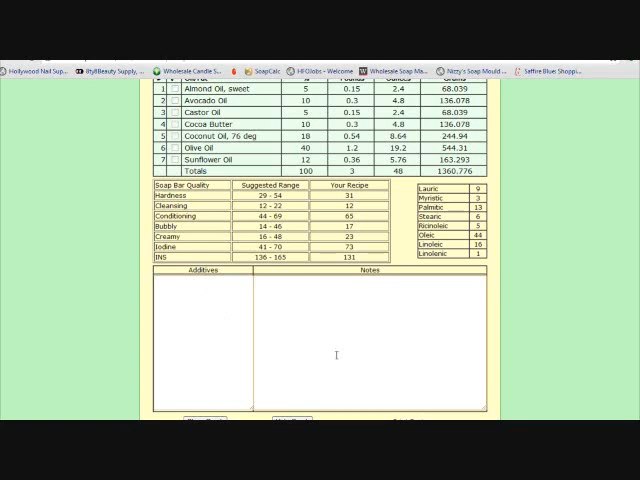 Hollywood Nail Sup... 8ty8Beauty Supply, ... Wholesale Candle S... SoapCalc HFOJobs - Welcome Wholesale Soap Ma... Nizzy's Soap Mould ... Saffire Blue: Shoppi...
1 Almond Oil, sweet 5 0.15 2.4 68.039
2 Avocado Oil 10 0.3 4.8 136.078
3 Castor Oil 5 0.15 2.4 68.039
4 Cocoa Butter 10 0.3 4.8 136.078
5 Coconut Oil, 76 deg 18 0.54 8.64 244.94
6 Olive Oil 40 1.2 19.2 544.31
7 Sunflower Oil 12 0.36 5.76 163.293
Totals 100 3 48 1360.776
Soap Bar Quality Suggested Range Your Recipe
Hardness 29 - 54 31
Cleansing 12 - 22 12
Conditioning 44 - 69 65
Bubbly 14 - 46 17
Creamy 16 - 48 23
Iodine 41 - 70 73
INS 136 - 165 131
Lauric 9
Myristic 3
Palmitic 13
Stearic 6
Ricinoleic 5
Oleic 44
Linoleic 16
Linolenic 1
Additives Notes